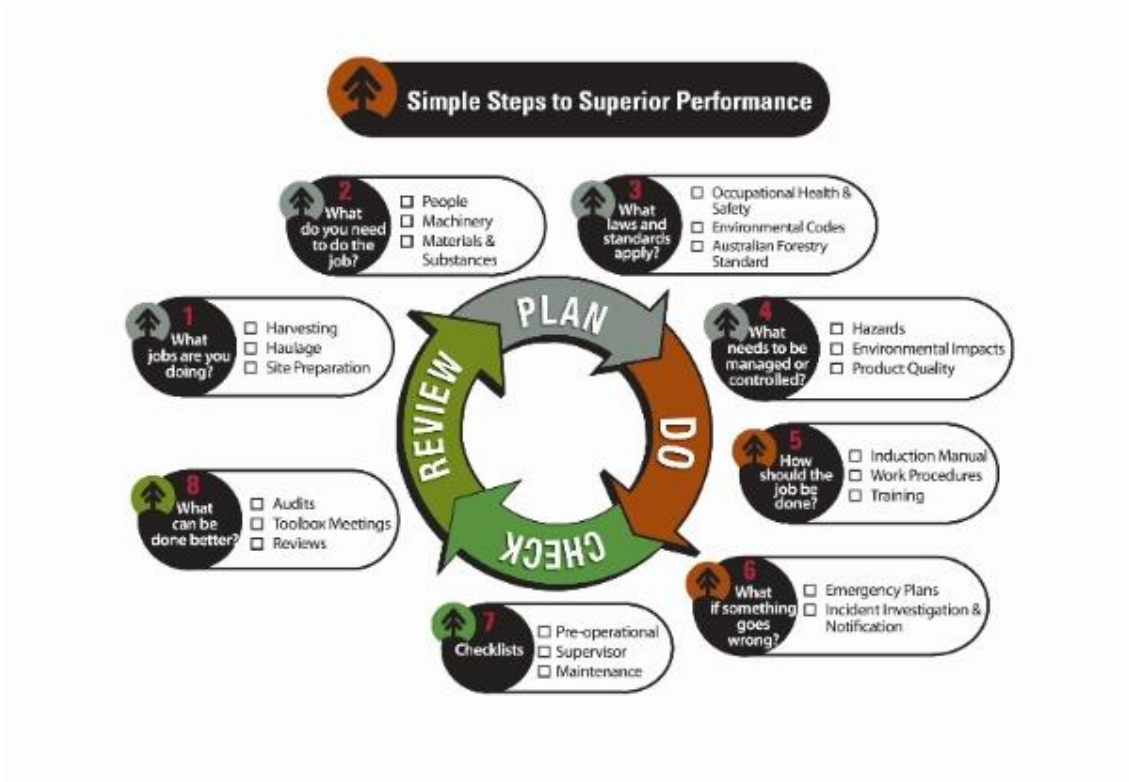 Simple Steps to Superior Performance
2
What
do you need
to do the
job?
People
Machinery
Materials &
Substances
3
What
laws and
standards
apply?
Occupational Health &
Safety
Environmental Codes
Australian Forestry
Standard
1
What
jobs are you
doing?
Harvesting
Haulage
Site Preparation
4
What
needs to be
managed or
controlled?
Hazards
Environmental Impacts
Product Quality
PLAN
DO
CHECK
REVIEW
5
How
should the
job be
done?
Induction Manual
Work Procedures
Training
6
What
if something
goes
wrong?
Emergency Plans
Incident Investigation &
Notification
7
Checklists
Pre-operational
Supervisor
Maintenance
8
What
can be
done better?
Audits
Toolbox Meetings
Reviews